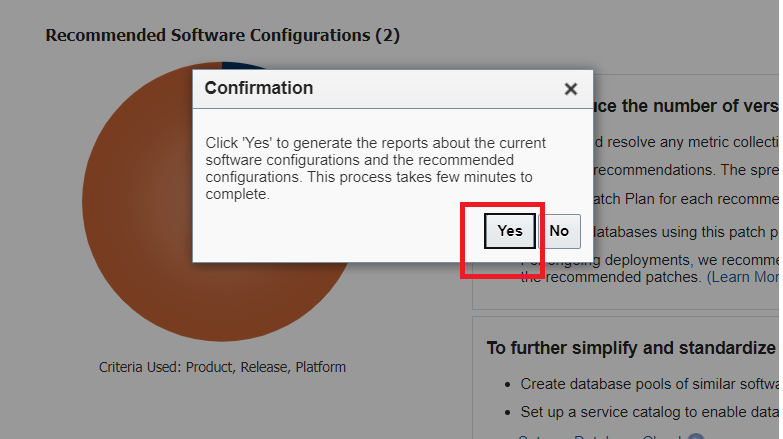 Recommended Software Configurations (2)
Confirmation
Click 'Yes' to generate the reports about the current
software configurations and the recommended
configurations. This process takes few minutes to
complete.
Yes
No
uce the number of vers
d resolve any metric collecti
recommendations. The spre
atch Plan for each recomme
atabases using this patch p
For ongoing deployments, we recomme
the recommended patches. (Learn Mor
Criteria Used: Product, Release, Platform
To further simplify and standardize
• Create database pools of similar softwa
• Set up a service catalog to enable data